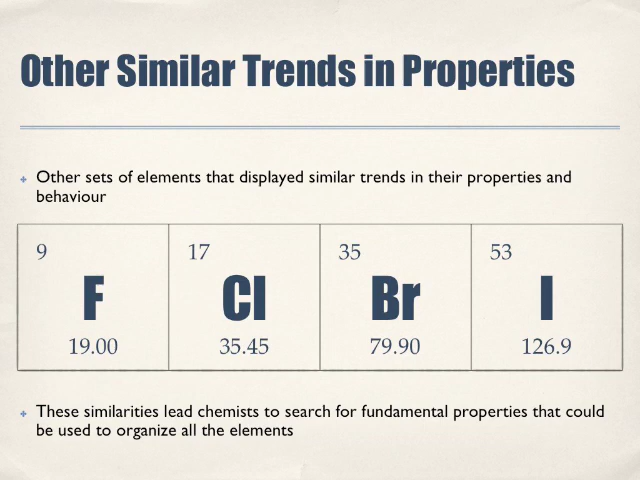 Other Similar Trends in Properties
Other sets of elements that displayed similar trends in their properties and
behaviour
9 17 35 53
F Cl Br I
19.00 35.45 79.90 126.9
These similarities lead chemists to search for fundamental properties that could
be used to organize all the elements